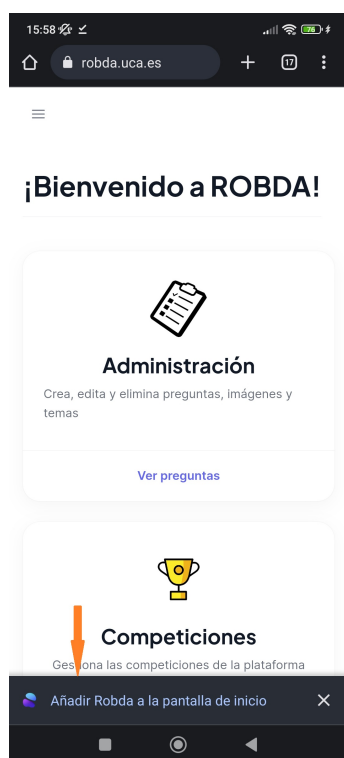 15:58
76
robda.uca.es
17
¡Bienvenido a ROBDA!
Administración
Crea, edita y elimina preguntas, imágenes y
temas
Ver preguntas
Competiciones
Gestiona las competiciones de la plataforma
Añadir Robda a la pantalla de inicio